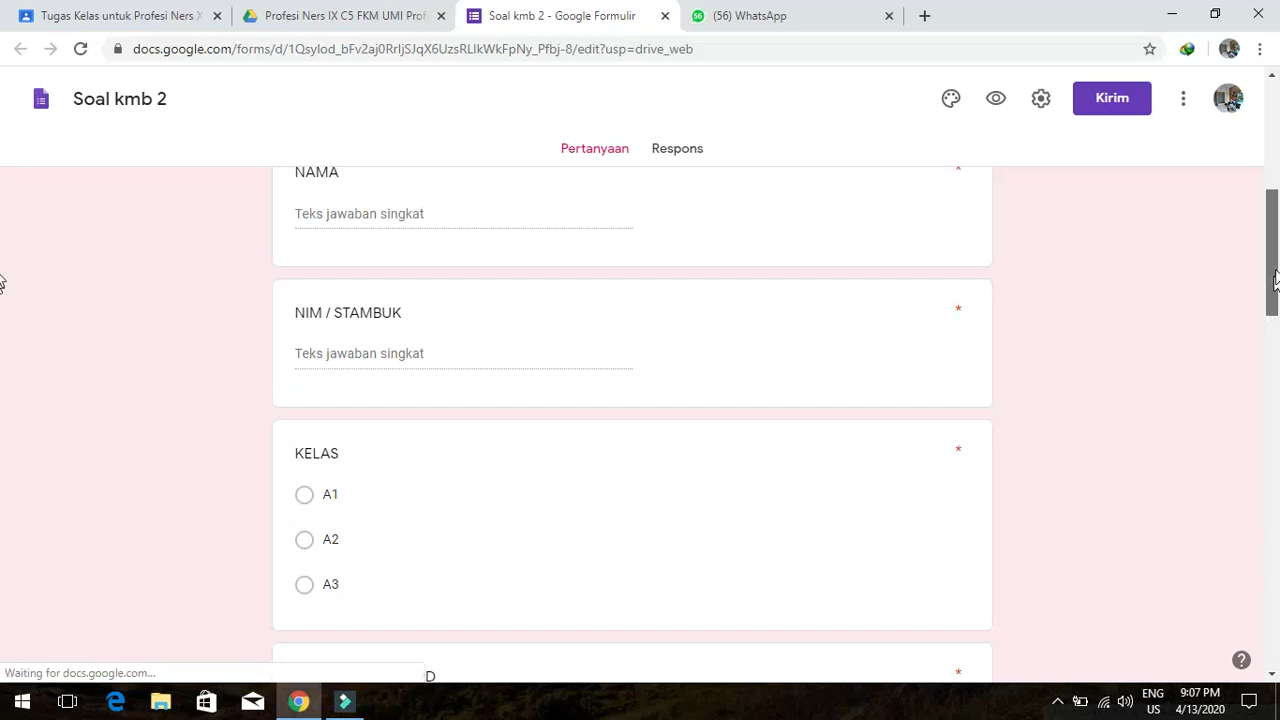 Tugas Kelas untuk Profesi Ners X
Profesi Ners IX C5 FKM UMI Prof
Soal kmb 2 - Google Formulir
(56) WhatsApp
docs.google.com/forms/d/1Qsylod_bFv2aj0RrljSJqX6UzsRLlkWkFpNy_Pfbj-8/edit?usp=drive_web
Soal kmb 2
Kirim
Pertanyaan
Respons
NAMA *
Teks jawaban singkat
NIM / STAMBUK *
Teks jawaban singkat
KELAS *
A1
A2
A3
D *
Waiting for docs.google.com...
ENG
US
9:07 PM
4/13/2020